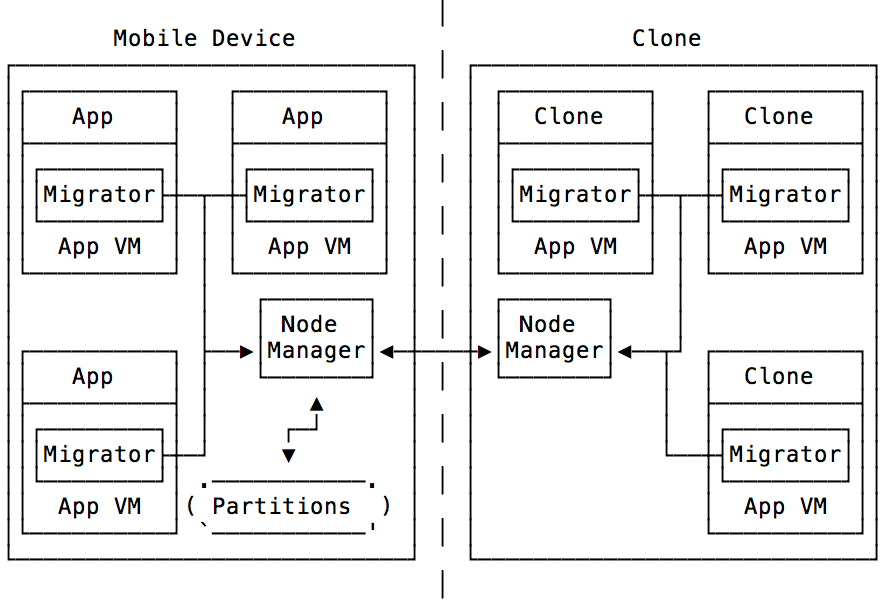 Mobile Device
Clone
App
App
Clone
Clone
Migrator
Migrator
Migrator
Migrator
App VM
App VM
App VM
App VM
Node
Manager
Node
Manager
App
Clone
Migrator
Migrator
App VM
( Partitions )
App VM